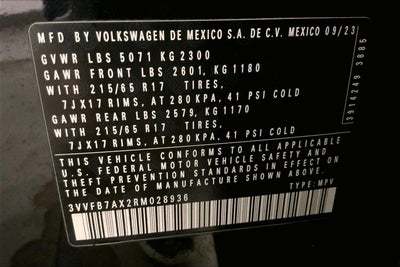 MFD BY VOLKSWAGEN DE MEXICO S.A. DE C.V. MEXICO 09/23
GVWR LBS 5071 KG 2300
GAWR FRONT LBS 2601, KG 1180
WITH 215/65 R17 TIRES,
7JX17 RIMS, AT 280 KPA, 41 PSI COLD
GAWR REAR LBS 2579, KG 1170
WITH 215/65 R17 TIRES,
7JX17 RIMS, AT 280 KPA, 41 PSI COLD
THIS VEHICLE CONFORMS TO ALL APPLICABLE
U.S. FEDERAL MOTOR VEHICLE SAFETY AND
THEFT PREVENTION STANDARDS IN EFFECT ON
THE DATE OF MANUFACTURE SHOWN ABOVE.
3VVFB7AX2RM028936 TYPE: MPV
3914249 3885